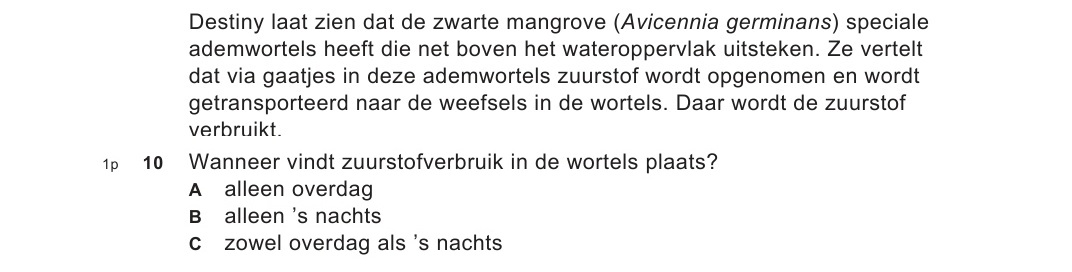 Destiny laat zien dat de zwarte mangrove (Avicennia germinans) speciale
ademwortels heeft die net boven het wateroppervlak uitsteken. Ze vertelt
dat via gaatjes in deze ademwortels zuurstof wordt opgenomen en wordt
getransporteerd naar de weefsels in de wortels. Daar wordt de zuurstof
verbruikt.
1p 10 Wanneer vindt zuurstofverbruik in de wortels plaats?
A alleen overdag
B alleen ’s nachts
C zowel overdag als ’s nachts